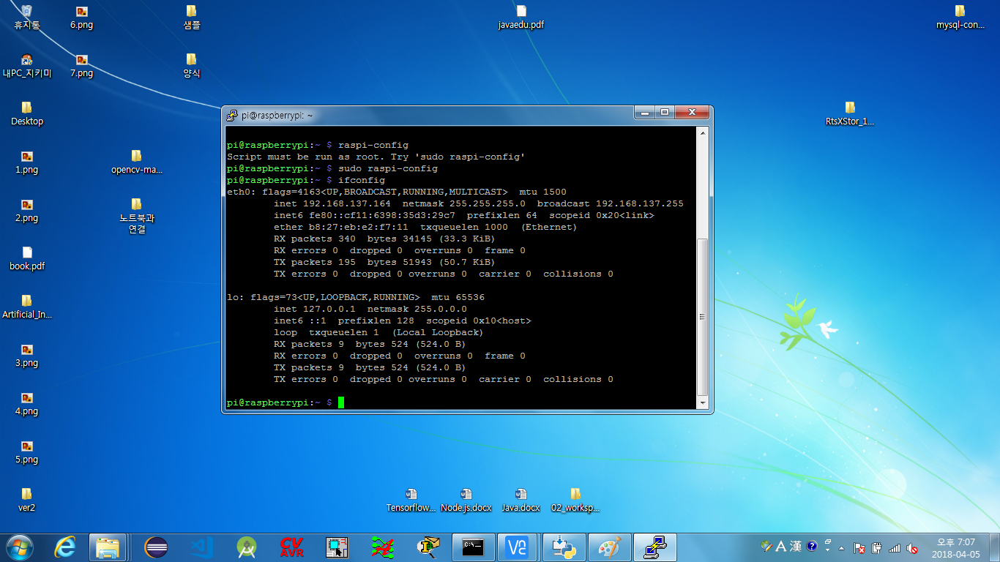 휴지통
6.png
샘플
javaedu.pdf
mysql-con...
내PC_지키미
7.png
양식
Desktop
RtsXStor_1...
1.png
opencv-ma...
2.png
노트북과
연결
book.pdf
Artificial_In...
3.png
4.png
5.png
ver2
pi@raspberrypi: ~
pi@raspberrypi:~ $ raspi-config
Script must be run as root. Try 'sudo raspi-config'
pi@raspberrypi:~ $ sudo raspi-config
pi@raspberrypi:~ $ ifconfig
eth0: flags=4163<UP,BROADCAST,RUNNING,MULTICAST>  mtu 1500
        inet 192.168.137.164  netmask 255.255.255.0  broadcast 192.168.137.255
        inet6 fe80::cf11:6398:35d3:29c7  prefixlen 64  scopeid 0x20<link>
        ether b8:27:eb:e2:f7:11  txqueuelen 1000  (Ethernet)
        RX packets 340  bytes 34145 (33.3 KiB)
        RX errors 0  dropped 0  overruns 0  frame 0
        TX packets 195  bytes 51943 (50.7 KiB)
        TX errors 0  dropped 0 overruns 0  carrier 0  collisions 0
lo: flags=73<UP,LOOPBACK,RUNNING>  mtu 65536
        inet 127.0.0.1  netmask 255.0.0.0
        inet6 ::1  prefixlen 128  scopeid 0x10<host>
        loop  txqueuelen 1  (Local Loopback)
        RX packets 9  bytes 524 (524.0 B)
        RX errors 0  dropped 0  overruns 0  frame 0
        TX packets 9  bytes 524 (524.0 B)
        TX errors 0  dropped 0 overruns 0  carrier 0  collisions 0
pi@raspberrypi:~ $
Tensorflow...
Node.js.docx
Java.docx
02_worksp...
CV
AVR
C:\-
A 漢
오후 7:07
2018-04-05